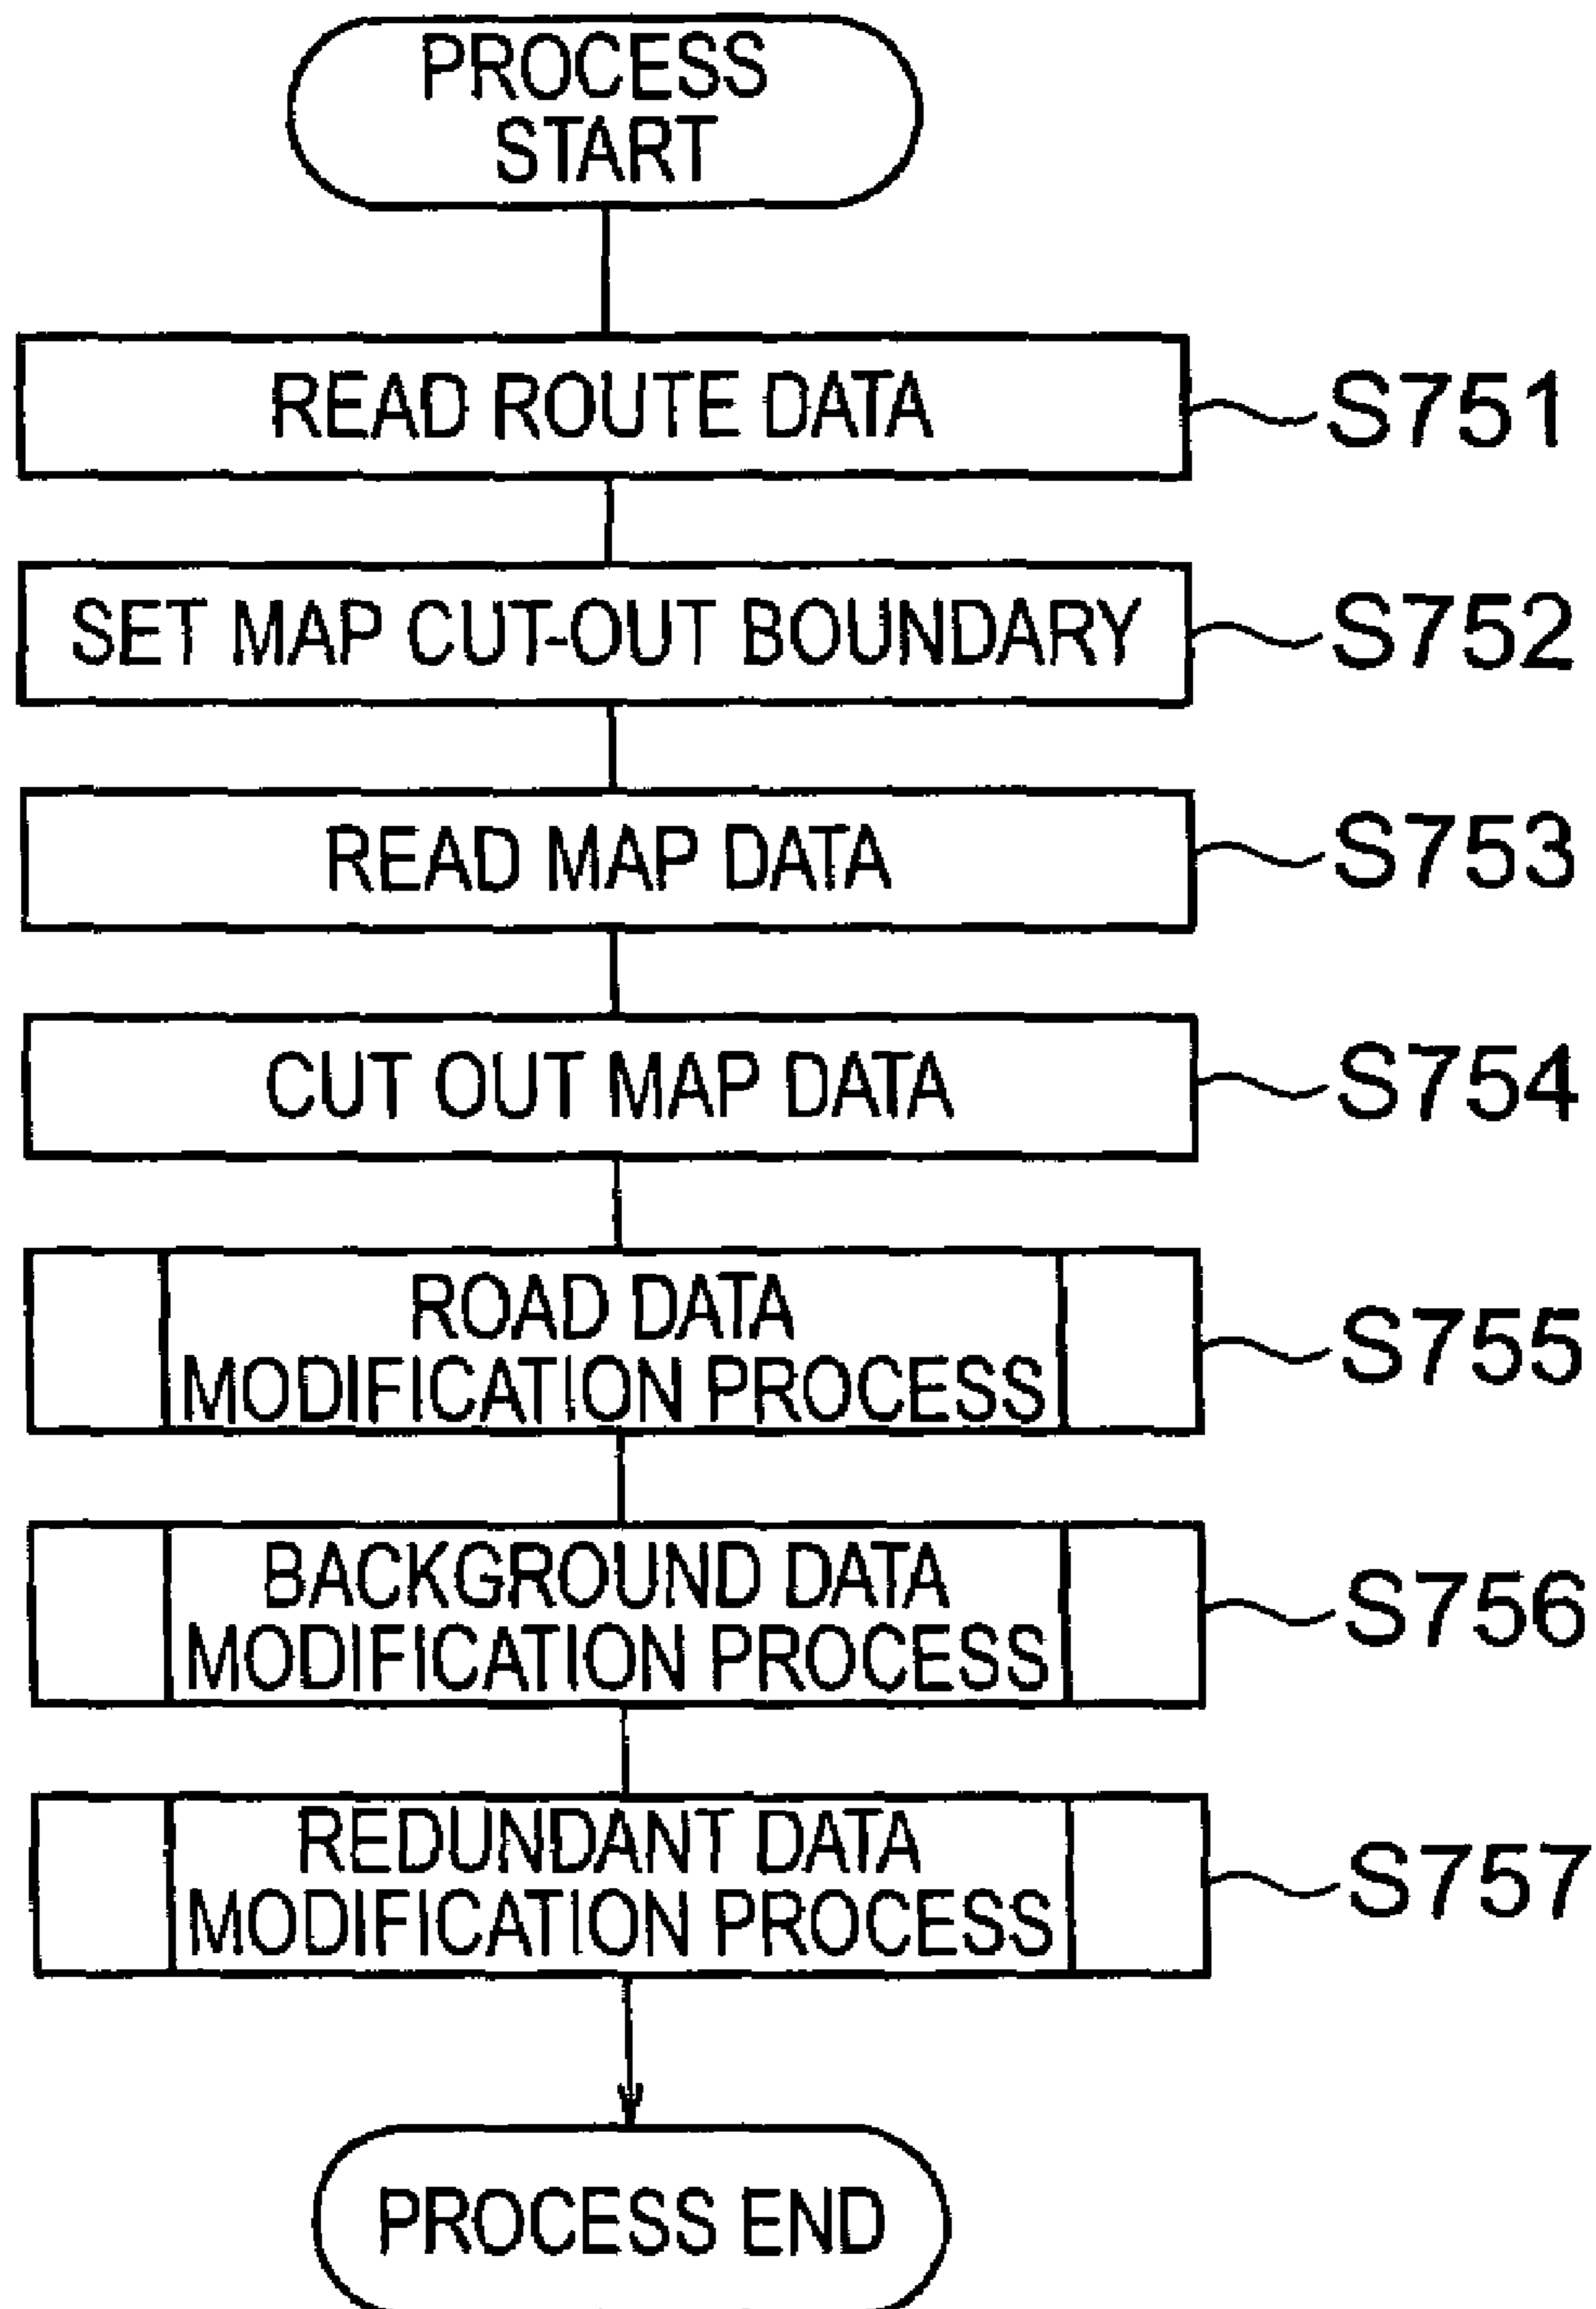 PROCESS
START
READ ROUTE DATA
S751
SET MAP CUT-OUT BOUNDARY
S752
READ MAP DATA
S753
CUT OUT MAP DATA
S754
ROAD DATA
MODIFICATION PROCESS
S755
BACKGROUND DATA
MODIFICATION PROCESS
S756
REDUNDANT DATA
MODIFICATION PROCESS
S757
PROCESS END